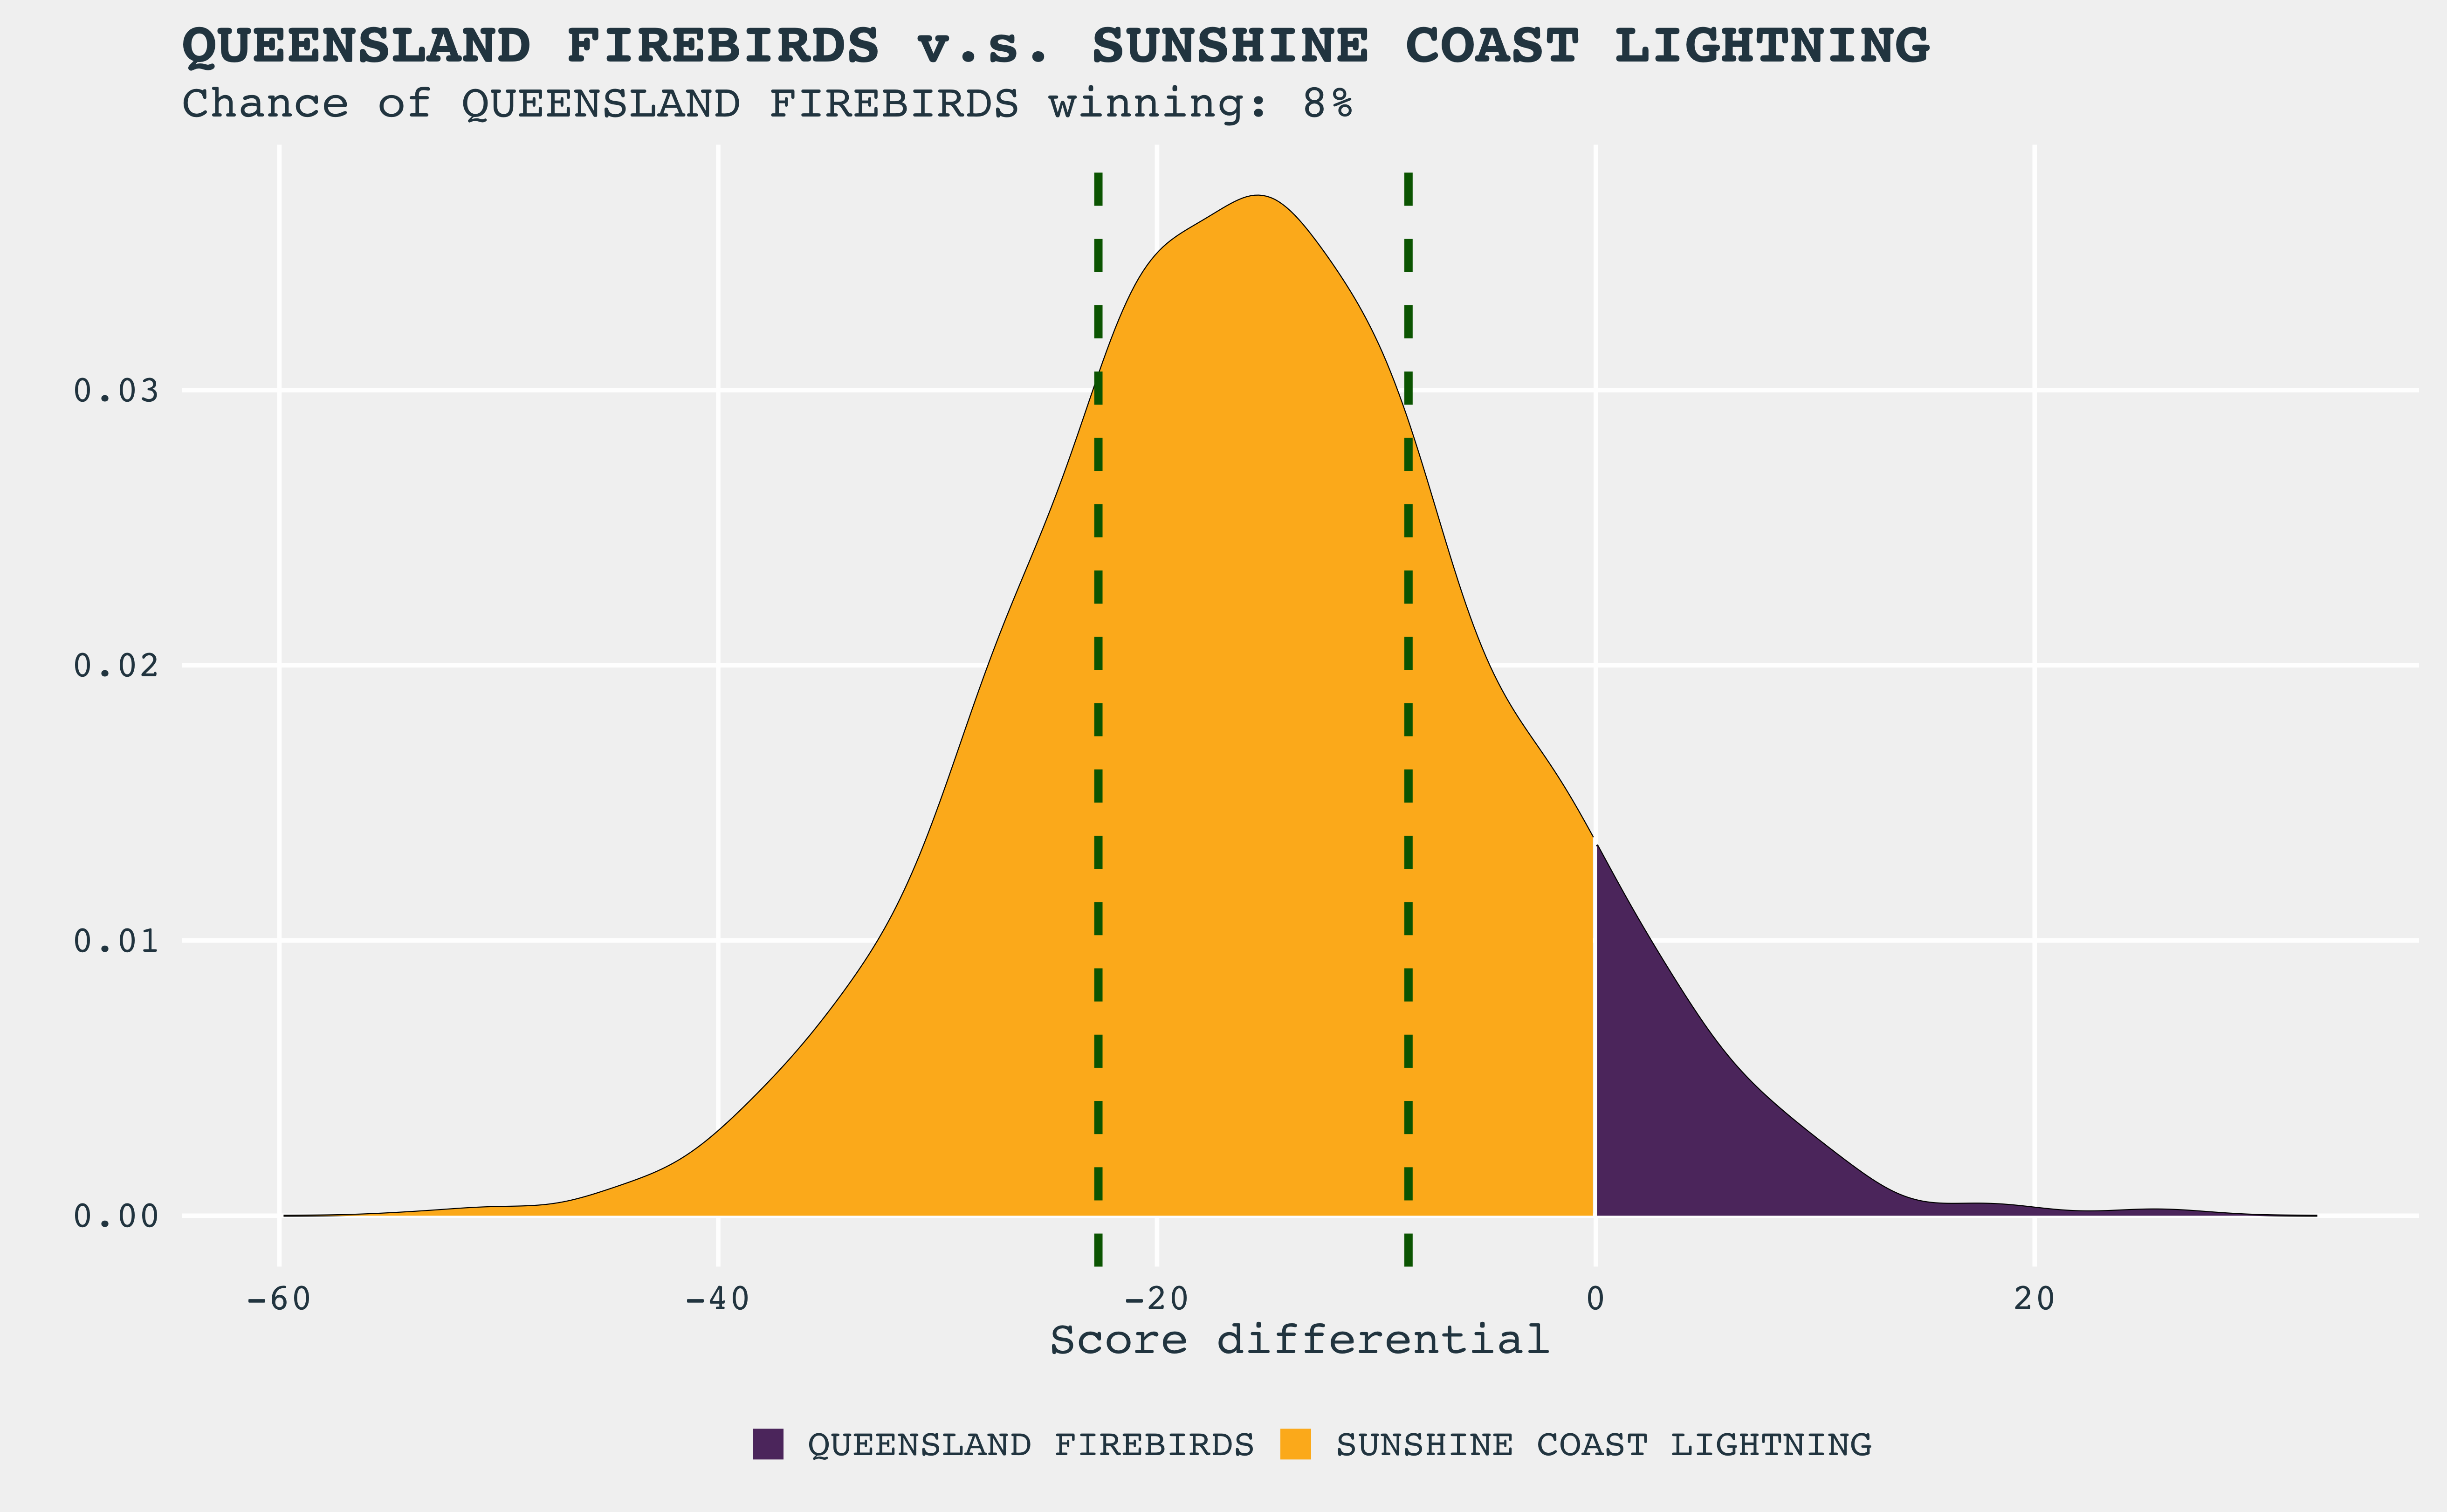 QUEENSLAND FIREBIRDS v.s. SUNSHINE COAST LIGHTNING
Chance of QUEENSLAND FIREBIRDS winning: 8%
0.03
0.02
0.01
0.00
-60 -40 -20 0 20
Score differential
QUEENSLAND FIREBIRDS SUNSHINE COAST LIGHTNING